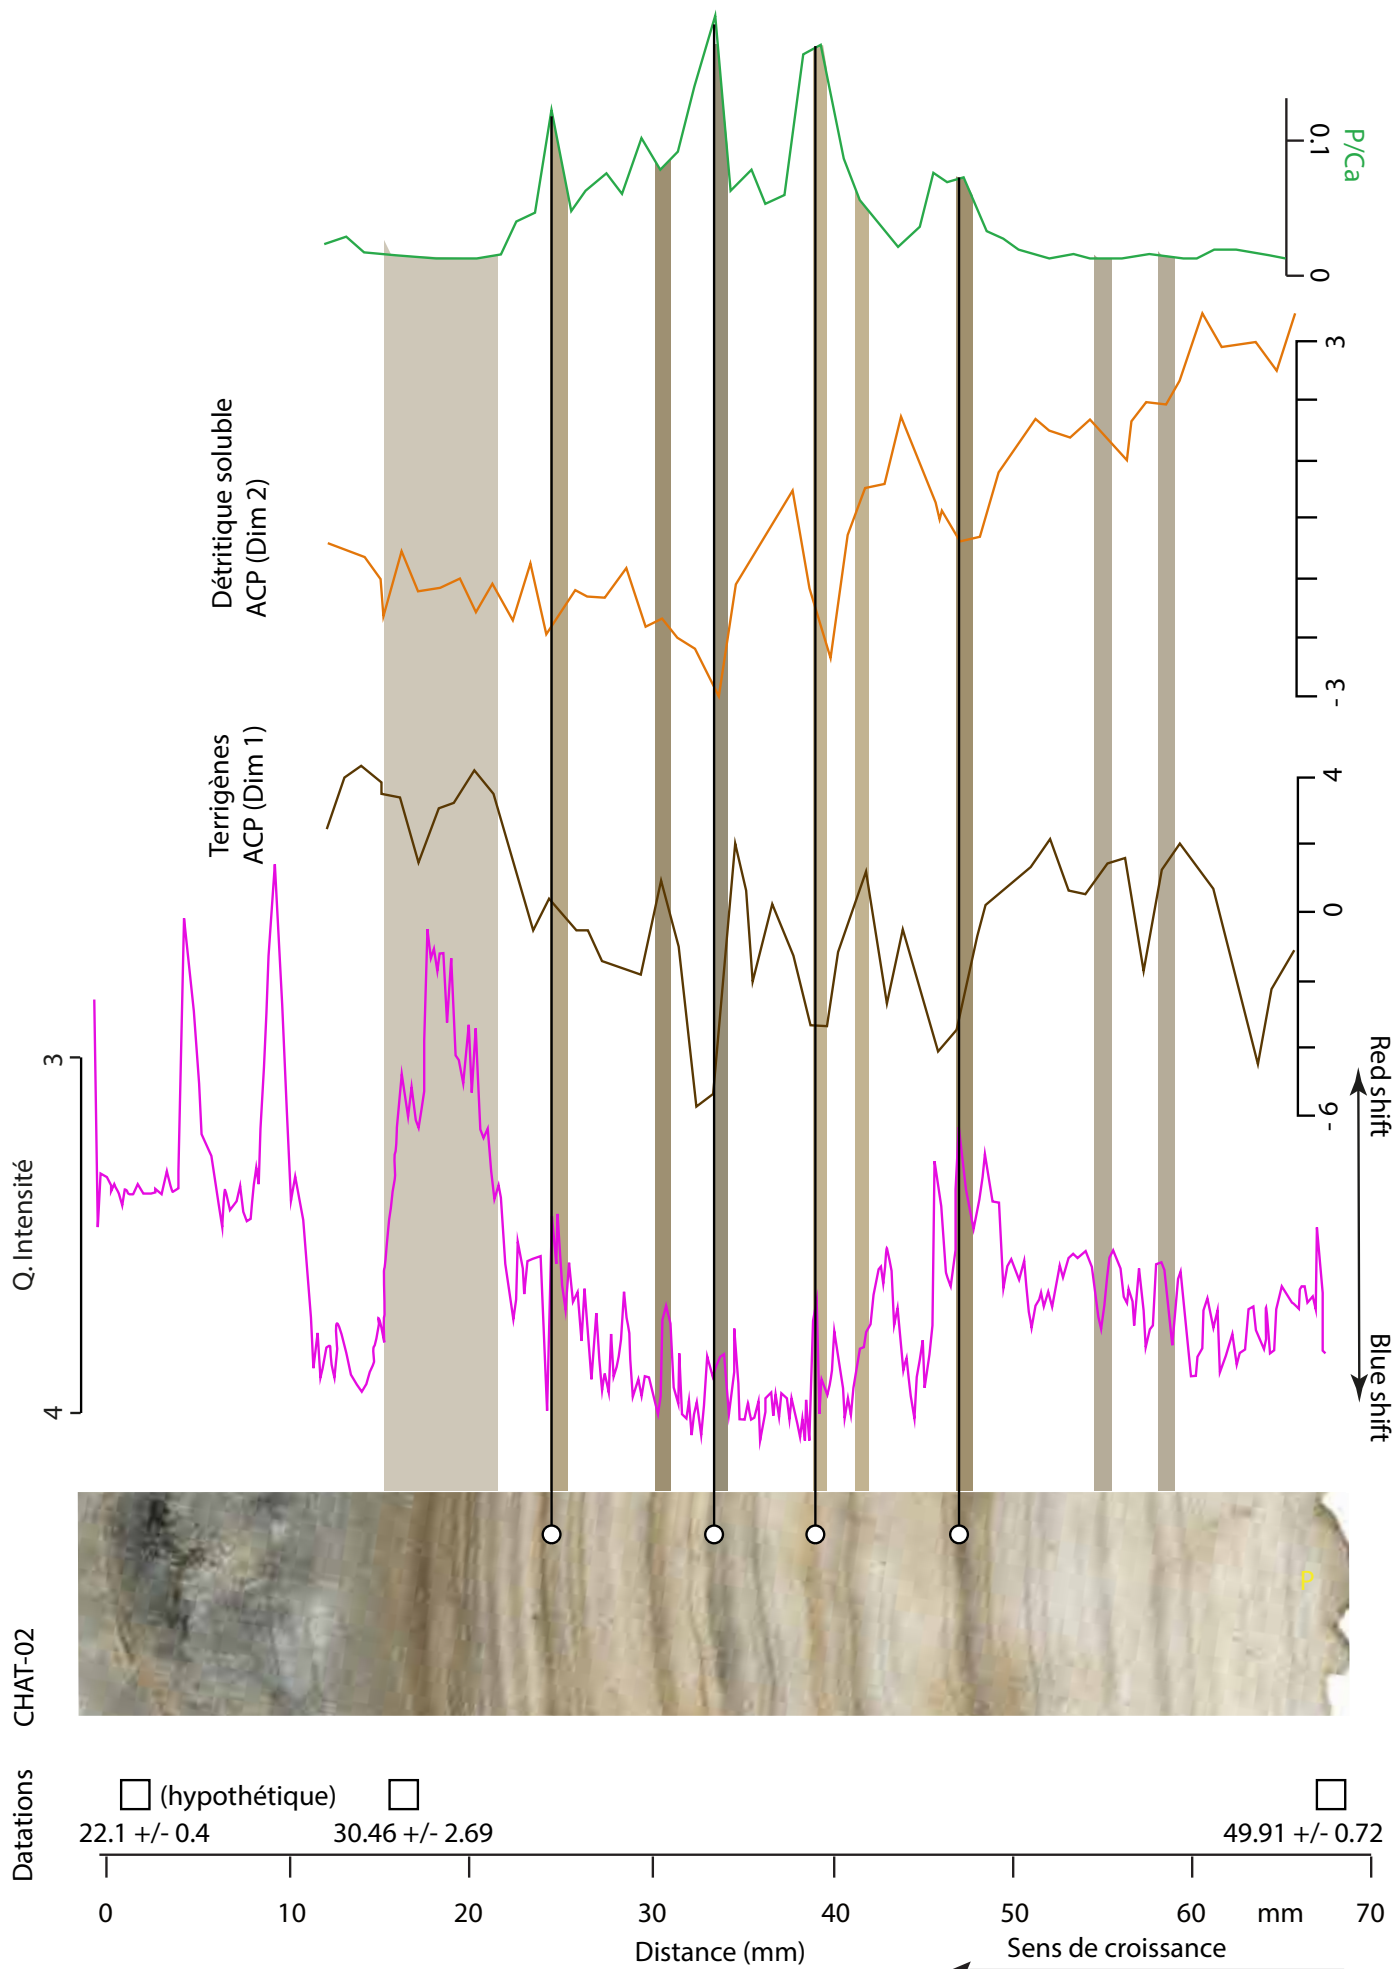 P/Ca
0.1
0
Détritique soluble
ACP (Dim 2)
3
- 3
Terrigènes
ACP (Dim 1)
4
0
- 6
Q. Intensité
3
4
Red shift
Blue shift
P
CHAT-02
Datations
(hypothétique)
22.1 +/- 0.4 30.46 +/- 2.69 49.91 +/- 0.72
0 10 20 30 40 50 60 mm 70
Distance (mm)
Sens de croissance